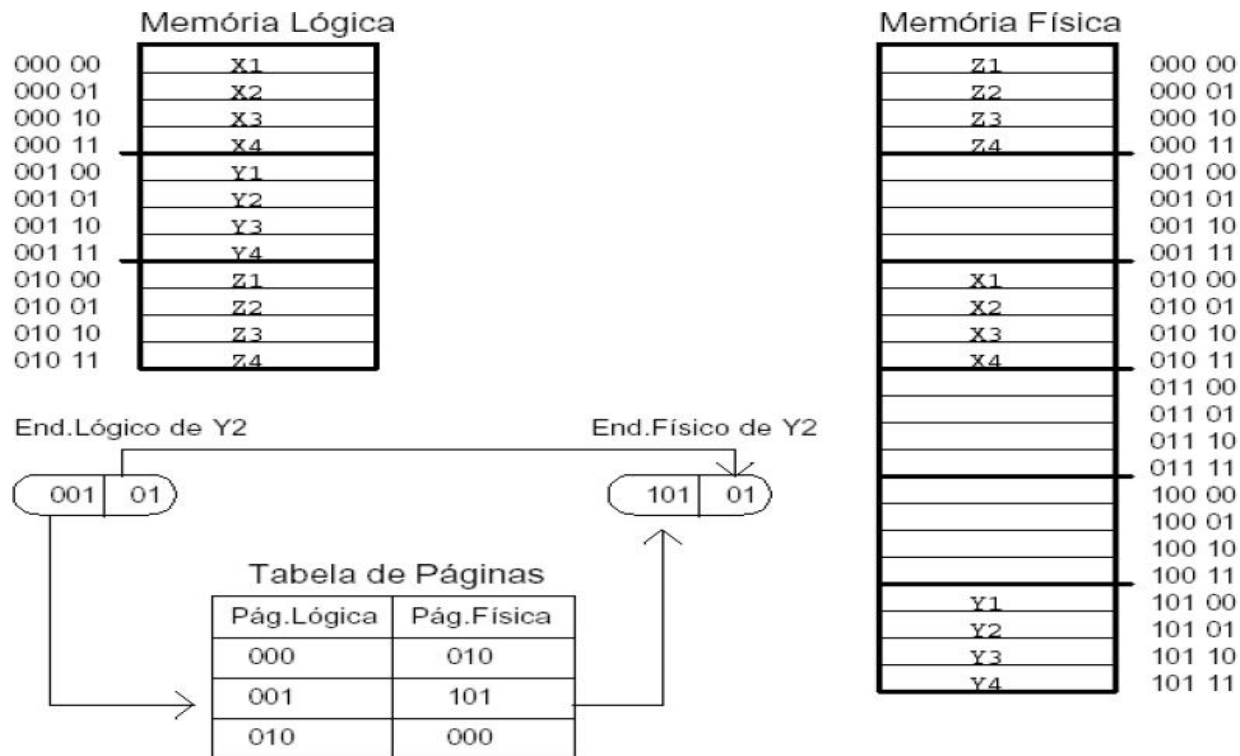 Memória Lógica
000 00 X1
000 01 X2
000 10 X3
000 11 X4
001 00 Y1
001 01 Y2
001 10 Y3
001 11 Y4
010 00 Z1
010 01 Z2
010 10 Z3
010 11 Z4
Memória Física
Z1 000 00
Z2 000 01
Z3 000 10
Z4 000 11
001 00
001 01
001 10
001 11
X1 010 00
X2 010 01
X3 010 10
X4 010 11
011 00
011 01
011 10
011 11
100 00
100 01
100 10
100 11
Y1 101 00
Y2 101 01
Y3 101 10
Y4 101 11
End.Lógico de Y2
001 01
End.Físico de Y2
101 01
Tabela de Páginas
Pág.Lógica Pág.Física
000 010
001 101
010 000